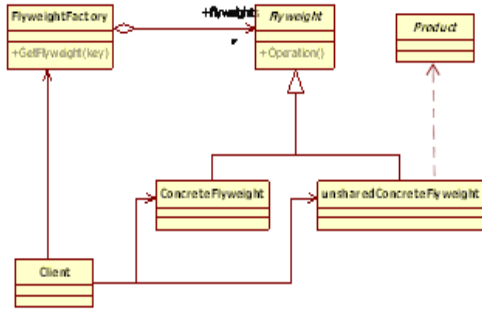 FlyweightFactory
+GetFlyweight(key)
+flyweights
Flyweight
+Operation()
Product
ConcreteFlyweight
unsharedConcreteFlyweight
Client